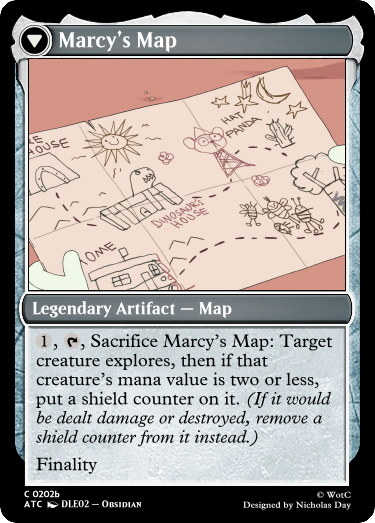 Marcy's Map
HAT
PANDA
HOUSE
DINOSAUR'S
HOUSE
HOME
Legendary Artifact — Map
1, T, Sacrifice Marcy's Map: Target
creature explores, then if that
creature's mana value is two or less,
put a shield counter on it. (If it would
be dealt damage or destroyed, remove a
shield counter from it instead.)
Finality
C 0202b
ATC DLE02 — OBSIDIAN
© WotC
Designed by Nicholas Day